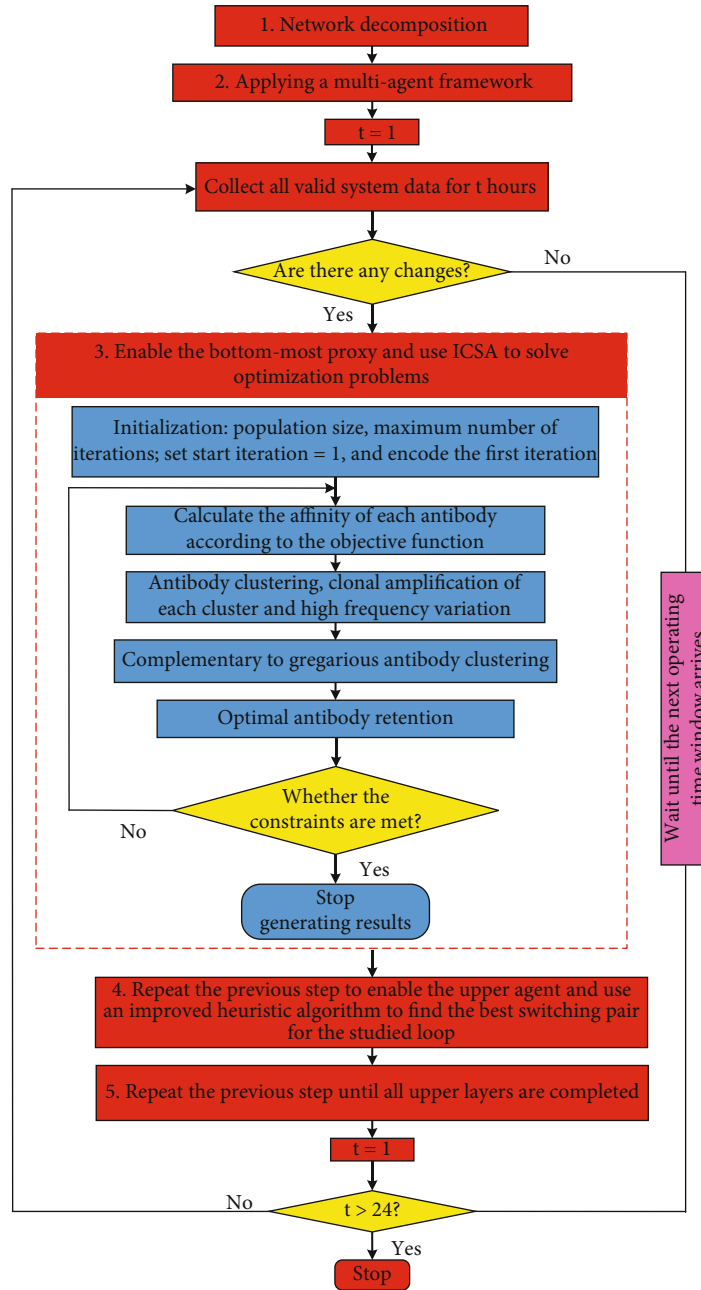 1. Network decomposition
2. Applying a multi-agent framework
t = 1
Collect all valid system data for t hours
Are there any changes?
No
Yes
3. Enable the bottom-most proxy and use ICSA to solve
optimization problems
Initialization: population size, maximum number of
iterations; set start iteration = 1, and encode the first iteration
Calculate the affinity of each antibody
according to the objective function
Antibody clustering, clonal amplification of
each cluster and high frequency variation
Complementary to gregarious antibody clustering
Optimal antibody retention
Whether the
constraints are met?
No
Yes
Stop
generating results
Wait until the next operating
time window arrives
4. Repeat the previous step to enable the upper agent and use
an improved heuristic algorithm to find the best switching pair
for the studied loop
5. Repeat the previous step until all upper layers are completed
t = 1
No
t > 24?
Yes
Stop